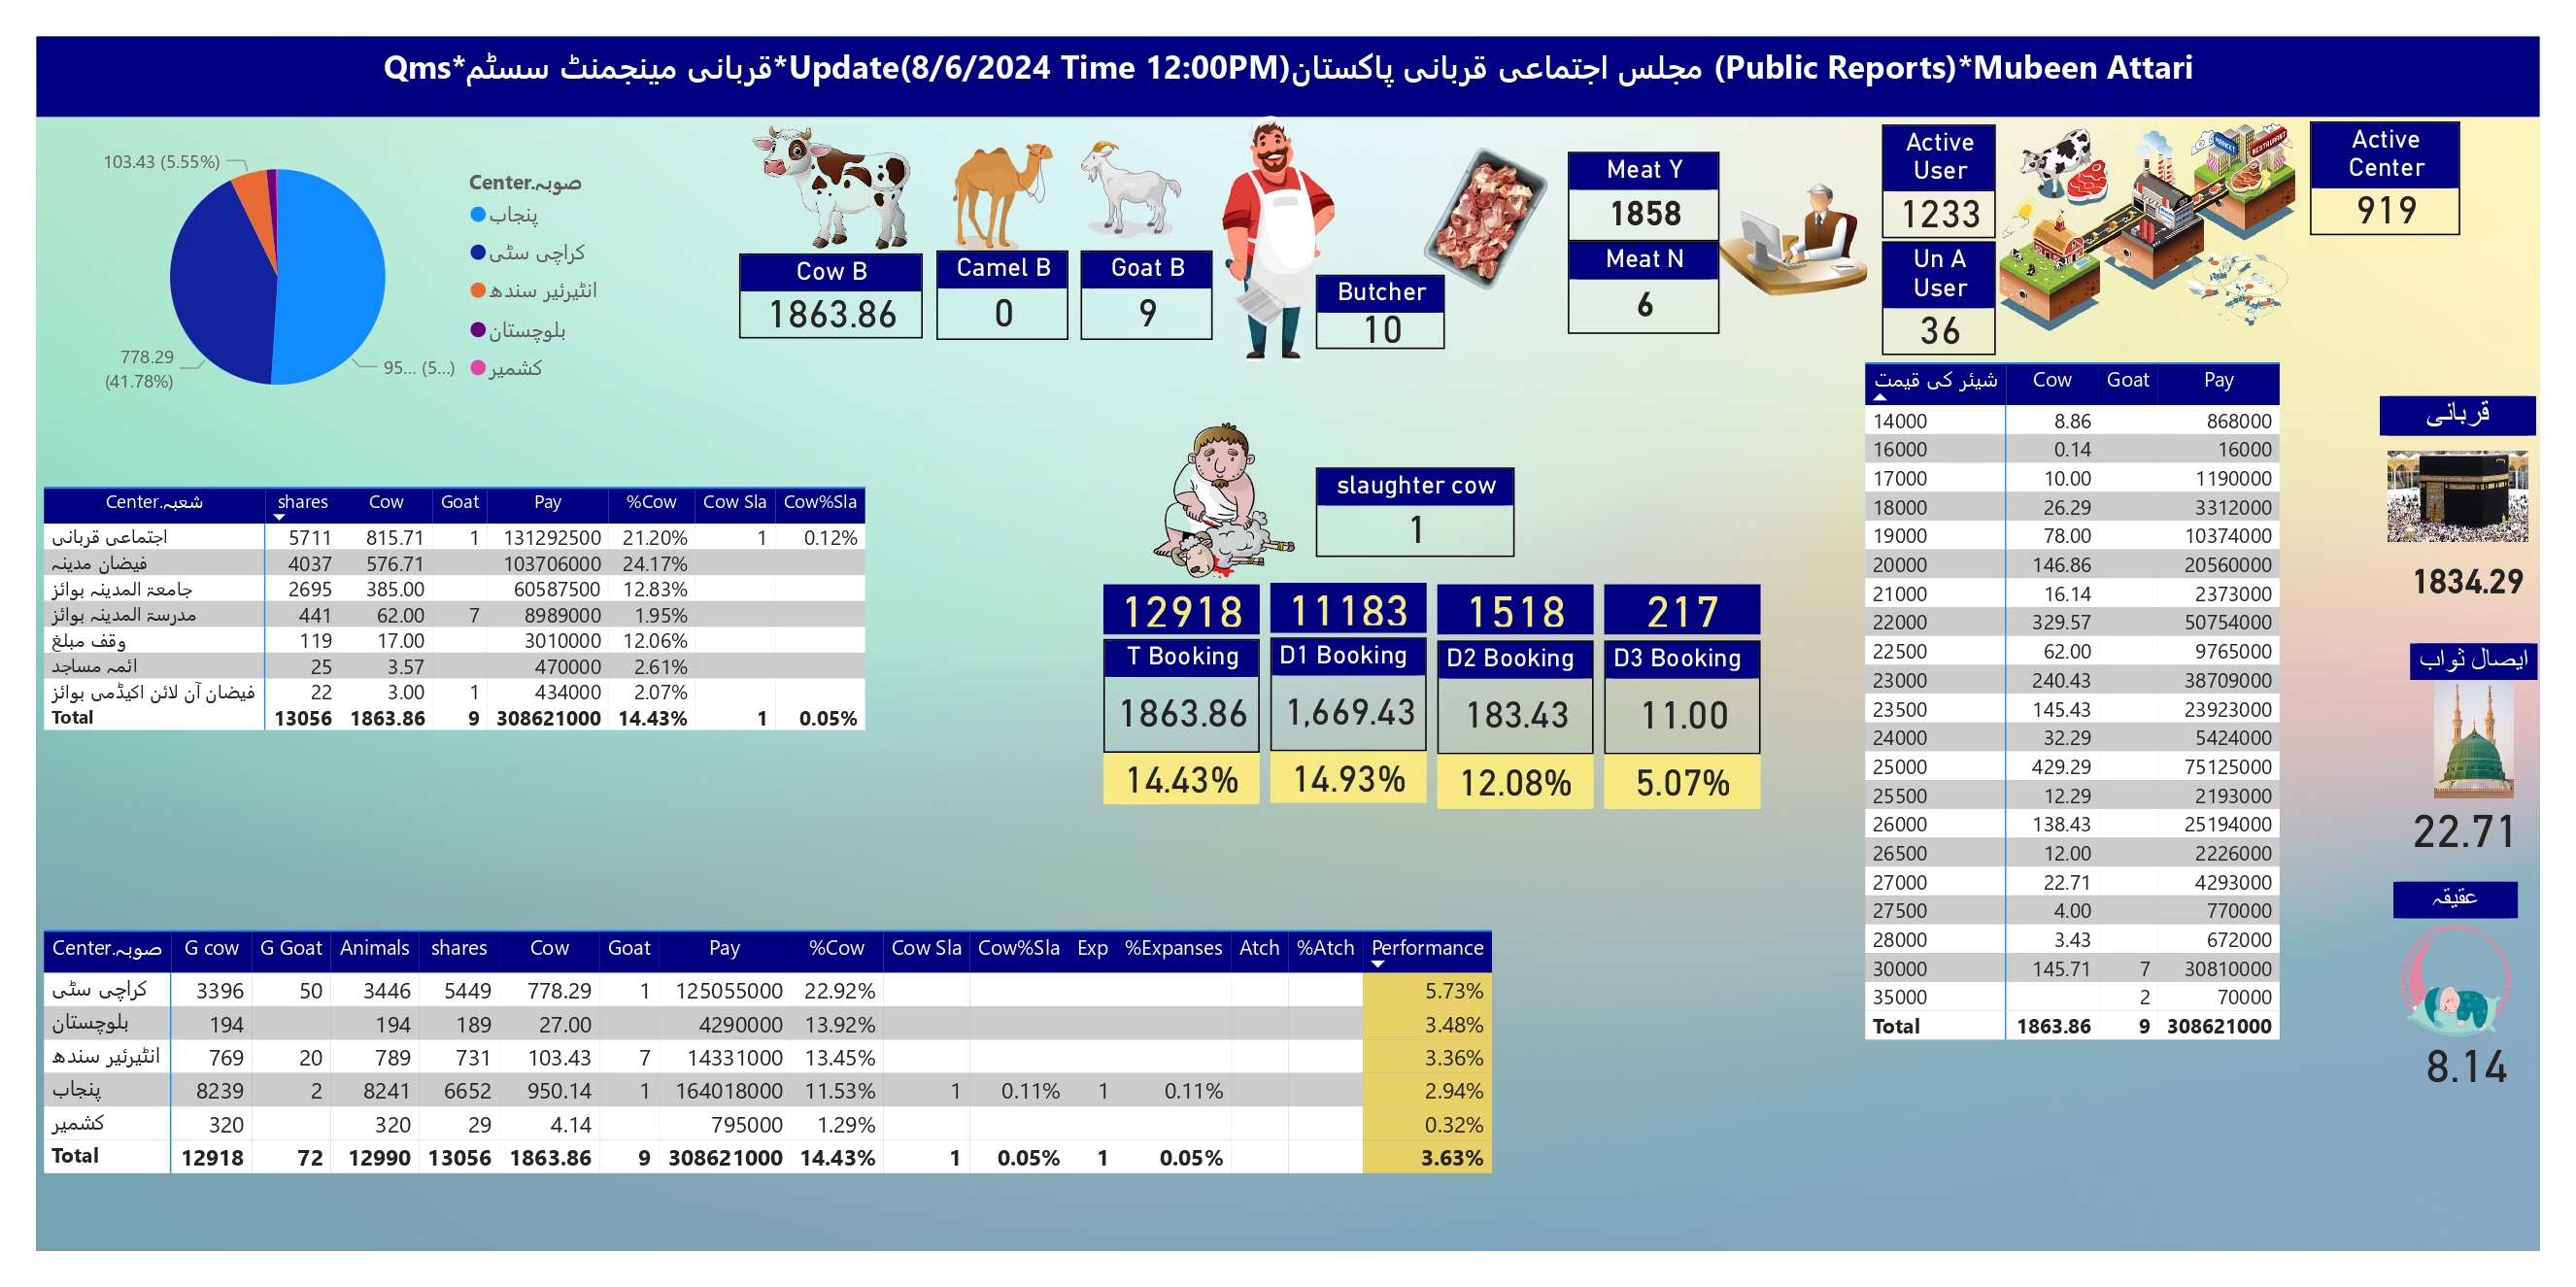 Qms*قربانی مینجمنٹ سسٹم*Update(8/6/2024 Time 12:00PM)مجلس اجتماعی قربانی پاکستان (Public Reports)*Mubeen Attari
103.43 (5.55%)
778.29
(41.78%)
95... (5...)
Center.صوبہ
پنجاب
کراچی سٹی
انٹیرئیر سندھ
بلوچستان
کشمیر
Cow B
1863.86
Camel B
0
Goat B
9
Butcher
10
Meat Y
1858
Meat N
6
Active
User
1233
Un A
User
36
MARKET
RESTAURANT
Active
Center
919
Center.شعبہ shares Cow Goat Pay %Cow Cow Sla Cow%Sla
اجتماعی قربانی 5711 815.71 1 131292500 21.20% 1 0.12%
فیضان مدینہ 4037 576.71 103706000 24.17%
جامعۃ المدینہ بوائز 2695 385.00 60587500 12.83%
مدرسۃ المدینہ بوائز 441 62.00 7 8989000 1.95%
وقف مبلغ 119 17.00 3010000 12.06%
ائمہ مساجد 25 3.57 470000 2.61%
فیضان آن لائن اکیڈمی بوائز 22 3.00 1 434000 2.07%
Total 13056 1863.86 9 308621000 14.43% 1 0.05%
slaughter cow
1
12918 11183 1518 217
T Booking D1 Booking D2 Booking D3 Booking
1863.86 1,669.43 183.43 11.00
14.43% 14.93% 12.08% 5.07%
شیئر کی قیمت Cow Goat Pay
14000 8.86 868000
16000 0.14 16000
17000 10.00 1190000
18000 26.29 3312000
19000 78.00 10374000
20000 146.86 20560000
21000 16.14 2373000
22000 329.57 50754000
22500 62.00 9765000
23000 240.43 38709000
23500 145.43 23923000
24000 32.29 5424000
25000 429.29 75125000
25500 12.29 2193000
26000 138.43 25194000
26500 12.00 2226000
27000 22.71 4293000
27500 4.00 770000
28000 3.43 672000
30000 145.71 7 30810000
35000 2 70000
Total 1863.86 9 308621000
قربانی
1834.29
ایصال ثواب
22.71
عقیقہ
8.14
Center.صوبہ G cow G Goat Animals shares Cow Goat Pay %Cow Cow Sla Cow%Sla Exp %Expanses Atch %Atch Performance
کراچی سٹی 3396 50 3446 5449 778.29 1 125055000 22.92% 5.73%
بلوچستان 194 194 189 27.00 4290000 13.92% 3.48%
انٹیرئیر سندھ 769 20 789 731 103.43 7 14331000 13.45% 3.36%
پنجاب 8239 2 8241 6652 950.14 1 164018000 11.53% 1 0.11% 1 0.11% 2.94%
کشمیر 320 320 29 4.14 795000 1.29% 0.32%
Total 12918 72 12990 13056 1863.86 9 308621000 14.43% 1 0.05% 1 0.05% 3.63%